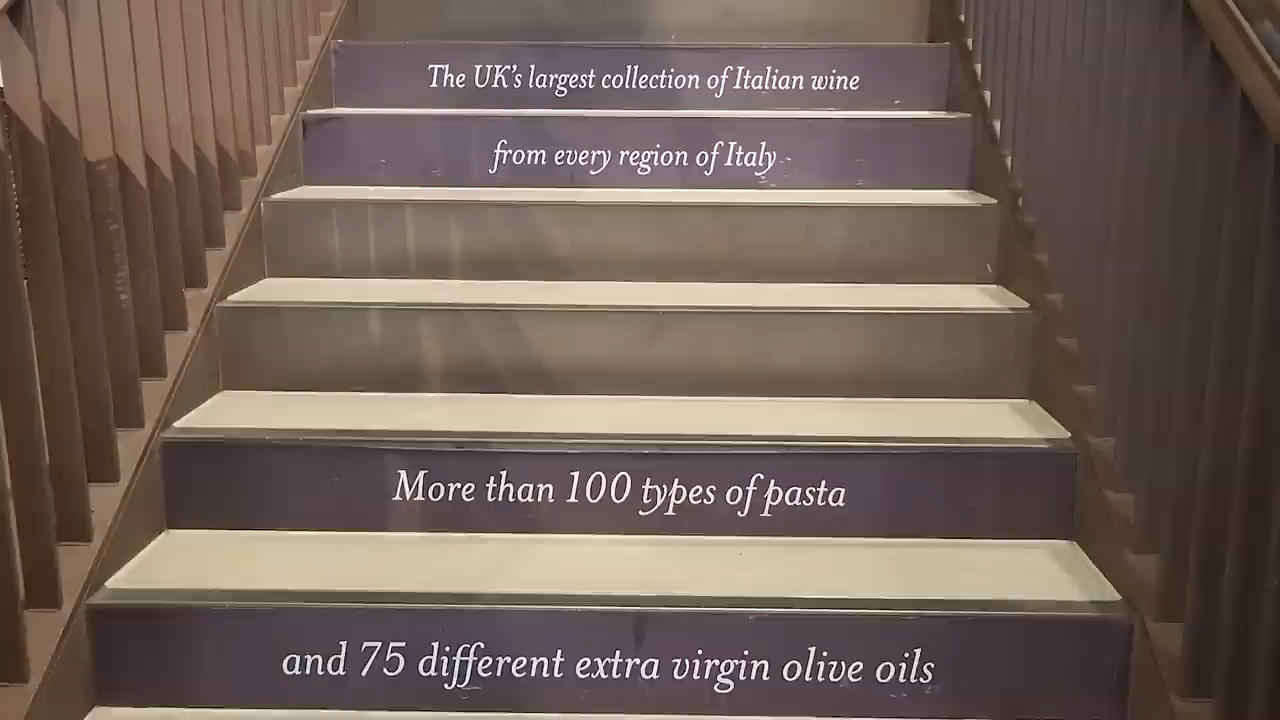 The UK's largest collection of Italian wine
from every region of Italy
More than 100 types of pasta
and 75 different extra virgin olive oils